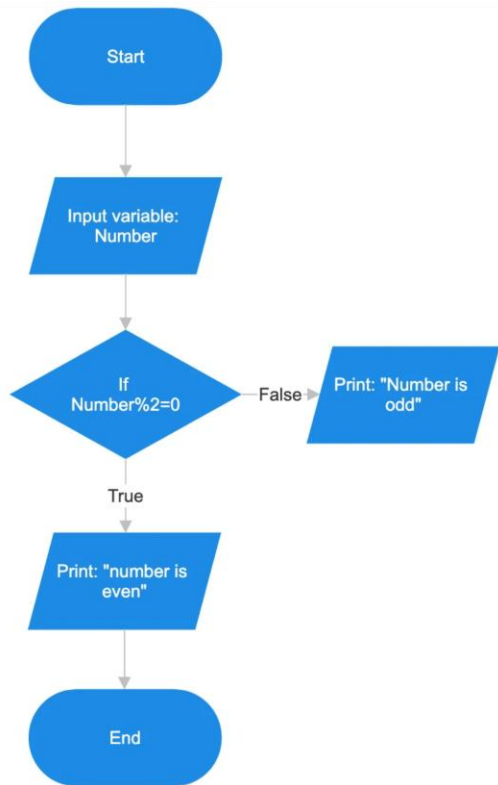 Start
Input variable:
Number
If
Number%2=0
False
Print: "Number is
odd"
True
Print: "number is
even"
End